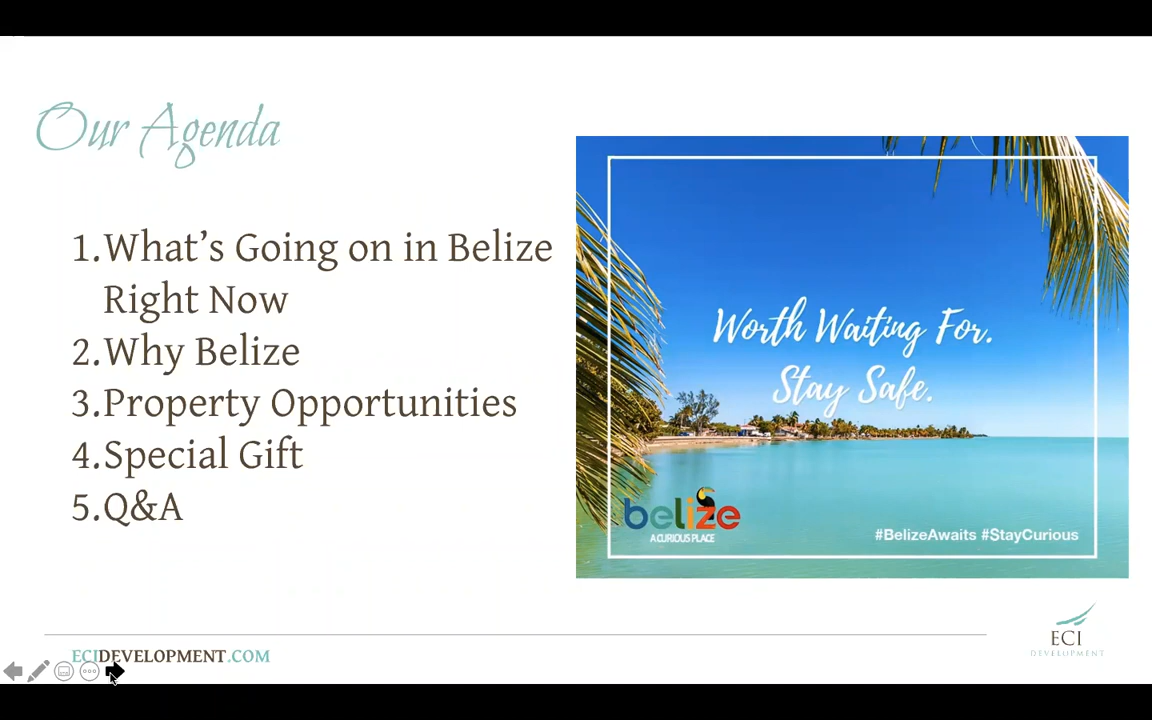 Our Agenda
1.What’s Going on in Belize
Right Now
2.Why Belize
3.Property Opportunities
4.Special Gift
5.Q&A
Worth Waiting For.
Stay Safe.
belize
A CURIOUS PLACE
#BelizeAwaits #StayCurious
ECIDEVELOPMENT.COM
ECI
DEVELOPMENT